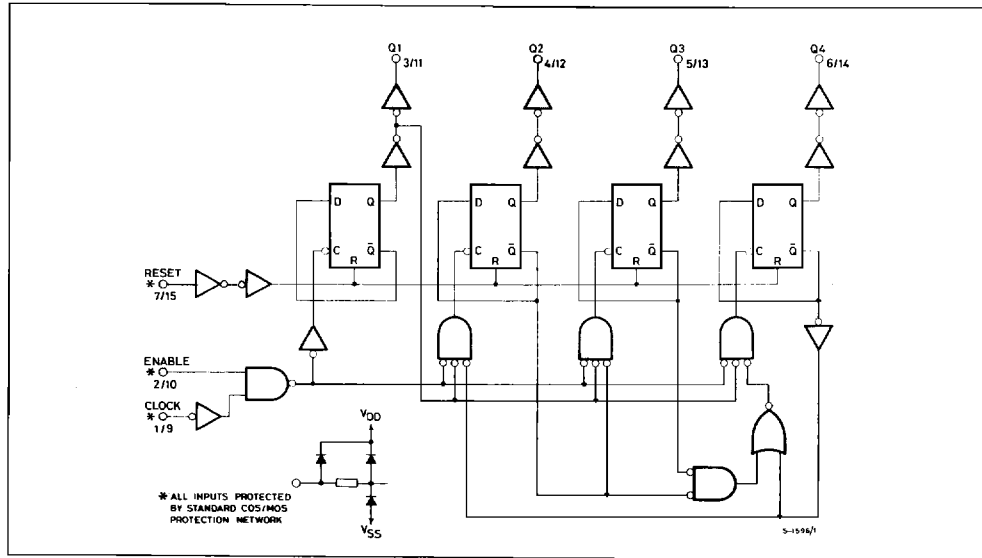 Q1
3/11
Q2
4/12
Q3
5/13
Q4
6/14
D Q
C Q̄
R
D Q
C Q̄
R
D Q
C Q̄
R
D Q
C Q̄
R
RESET
*
7/15
ENABLE
*
2/10
CLOCK
*
1/9
VDD
VSS
* ALL INPUTS PROTECTED
BY STANDARD COS/MOS
PROTECTION NETWORK
S-1596/1